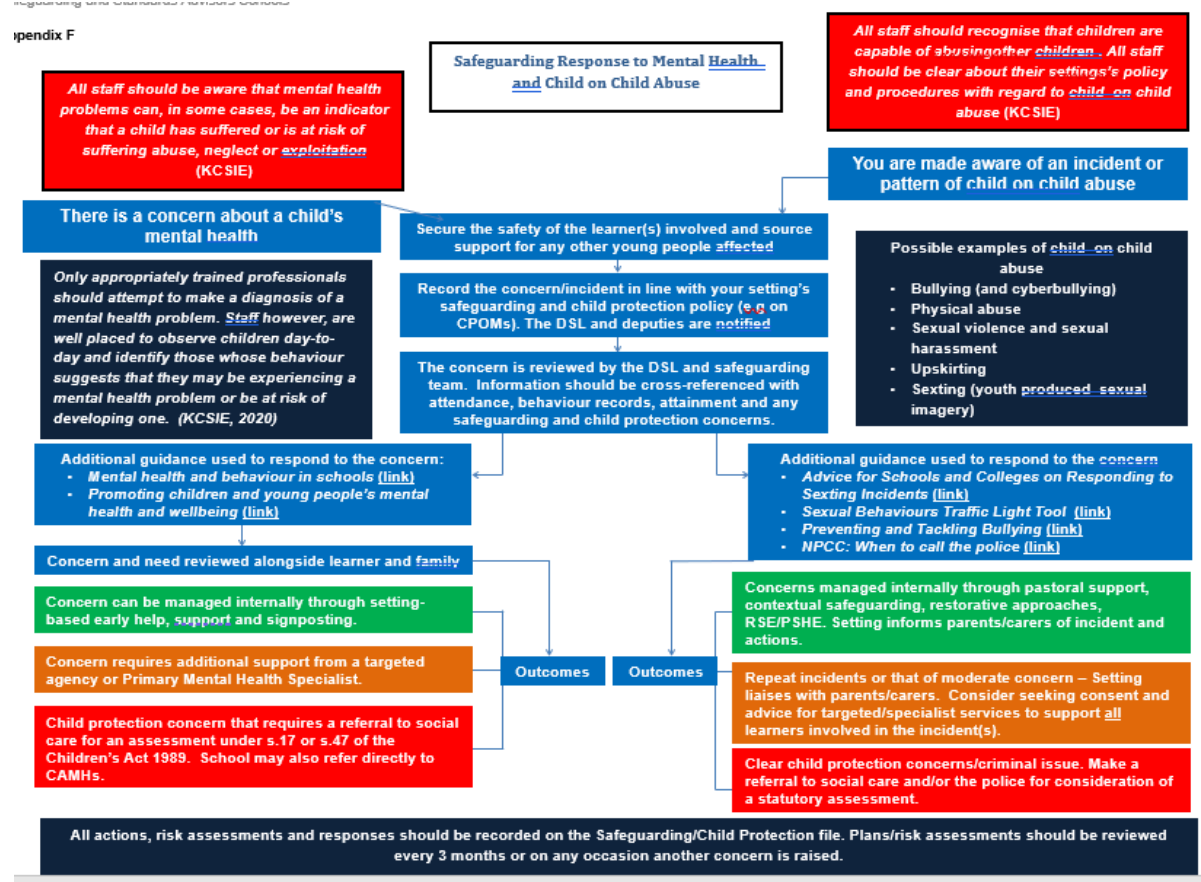 Safeguarding and Standards Advisors Schools
ppendix F
Safeguarding Response to Mental Health
and Child on Child Abuse
All staff should be aware that mental health
problems can, in some cases, be an indicator
that a child has suffered or is at risk of
suffering abuse, neglect or exploitation
(KCSIE)
All staff should recognise that children are
capable of abusingother children. All staff
should be clear about their settings's policy
and procedures with regard to child on child
abuse (KCSIE)
You are made aware of an incident or
pattern of child on child abuse
There is a concern about a child's
mental health
Secure the safety of the learner(s) involved and source
support for any other young people affected
Only appropriately trained professionals
should attempt to make a diagnosis of a
mental health problem. Staff however, are
well placed to observe children day-to-
day and identify those whose behaviour
suggests that they may be experiencing a
mental health problem or be at risk of
developing one. (KCSIE, 2020)
Record the concern/incident in line with your setting's
safeguarding and child protection policy (e.g on
CPOMs). The DSL and deputies are notified
The concern is reviewed by the DSL and safeguarding
team. Information should be cross-referenced with
attendance, behaviour records, attainment and any
safeguarding and child protection concerns.
Possible examples of child on child
abuse
• Bullying (and cyberbullying)
• Physical abuse
• Sexual violence and sexual
harassment
• Upskirting
• Sexting (youth produced sexual
imagery)
Additional guidance used to respond to the concern:
• Mental health and behaviour in schools (link)
• Promoting children and young people's mental
health and wellbeing (link)
Additional guidance used to respond to the concern
• Advice for Schools and Colleges on Responding to
Sexting Incidents (link)
• Sexual Behaviours Traffic Light Tool (link)
• Preventing and Tackling Bullying (link)
• NPCC: When to call the police (link)
Concern and need reviewed alongside learner and family
Concern can be managed internally through setting-
based early help, support and signposting.
Concern requires additional support from a targeted
agency or Primary Mental Health Specialist.
Child protection concern that requires a referral to social
care for an assessment under s.17 or s.47 of the
Children's Act 1989. School may also refer directly to
CAMHs.
Outcomes
Outcomes
Concerns managed internally through pastoral support,
contextual safeguarding, restorative approaches,
RSE/PSHE. Setting informs parents/carers of incident and
actions.
Repeat incidents or that of moderate concern – Setting
liaises with parents/carers. Consider seeking consent and
advice for targeted/specialist services to support all
learners involved in the incident(s).
Clear child protection concerns/criminal issue. Make a
referral to social care and/or the police for consideration of
a statutory assessment.
All actions, risk assessments and responses should be recorded on the Safeguarding/Child Protection file. Plans/risk assessments should be reviewed
every 3 months or on any occasion another concern is raised.